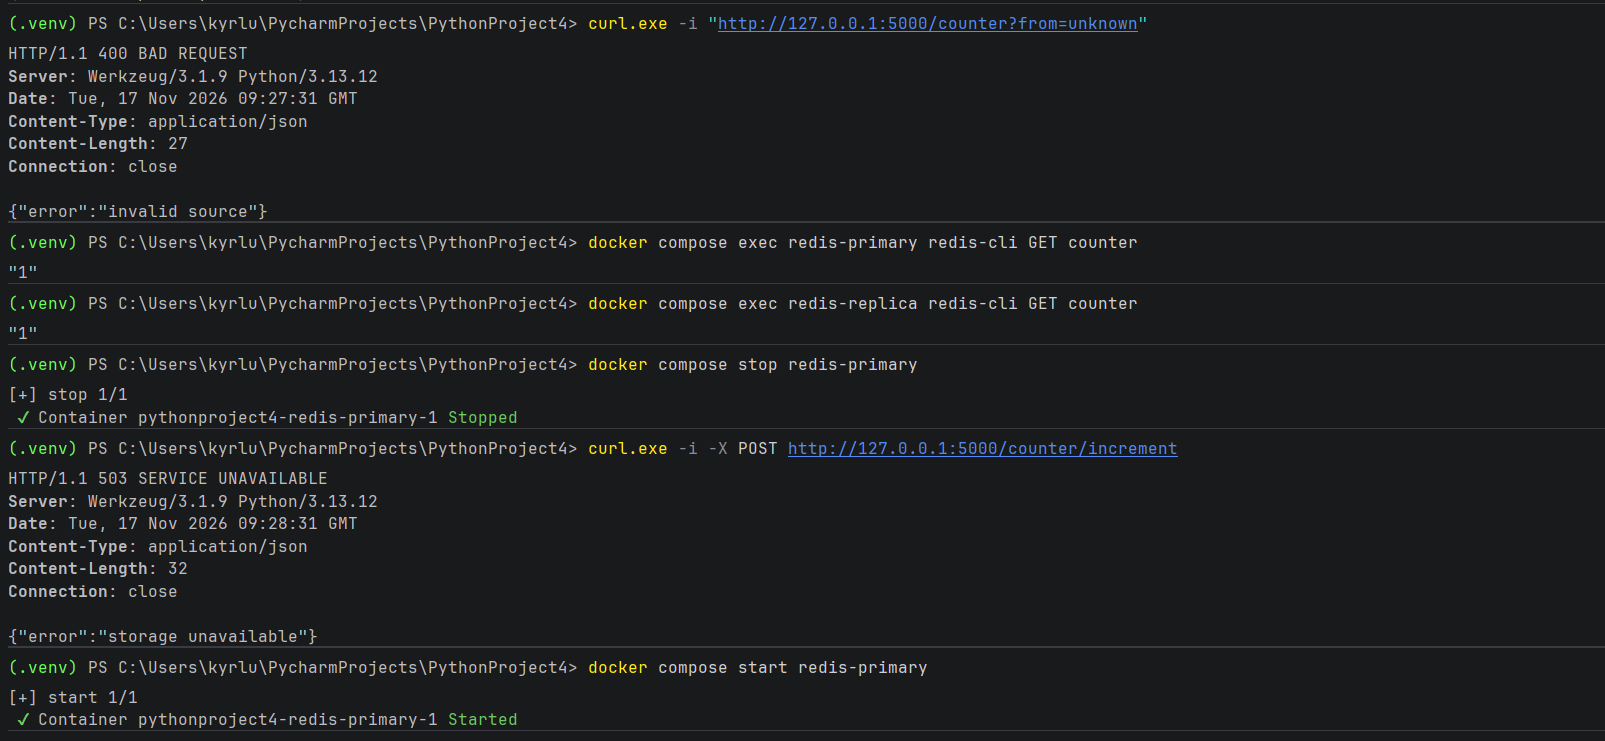 (.venv) PS C:\Users\kyrlu\PycharmProjects\PythonProject4> curl.exe -i "http://127.0.0.1:5000/counter?from=unknown"
HTTP/1.1 400 BAD REQUEST
Server: Werkzeug/3.1.9 Python/3.13.12
Date: Tue, 17 Nov 2026 09:27:31 GMT
Content-Type: application/json
Content-Length: 27
Connection: close
{"error":"invalid source"}
(.venv) PS C:\Users\kyrlu\PycharmProjects\PythonProject4> docker compose exec redis-primary redis-cli GET counter
"1"
(.venv) PS C:\Users\kyrlu\PycharmProjects\PythonProject4> docker compose exec redis-replica redis-cli GET counter
"1"
(.venv) PS C:\Users\kyrlu\PycharmProjects\PythonProject4> docker compose stop redis-primary
[+] stop 1/1
✓ Container pythonproject4-redis-primary-1 Stopped
(.venv) PS C:\Users\kyrlu\PycharmProjects\PythonProject4> curl.exe -i -X POST http://127.0.0.1:5000/counter/increment
HTTP/1.1 503 SERVICE UNAVAILABLE
Server: Werkzeug/3.1.9 Python/3.13.12
Date: Tue, 17 Nov 2026 09:28:31 GMT
Content-Type: application/json
Content-Length: 32
Connection: close
{"error":"storage unavailable"}
(.venv) PS C:\Users\kyrlu\PycharmProjects\PythonProject4> docker compose start redis-primary
[+] start 1/1
✓ Container pythonproject4-redis-primary-1 Started